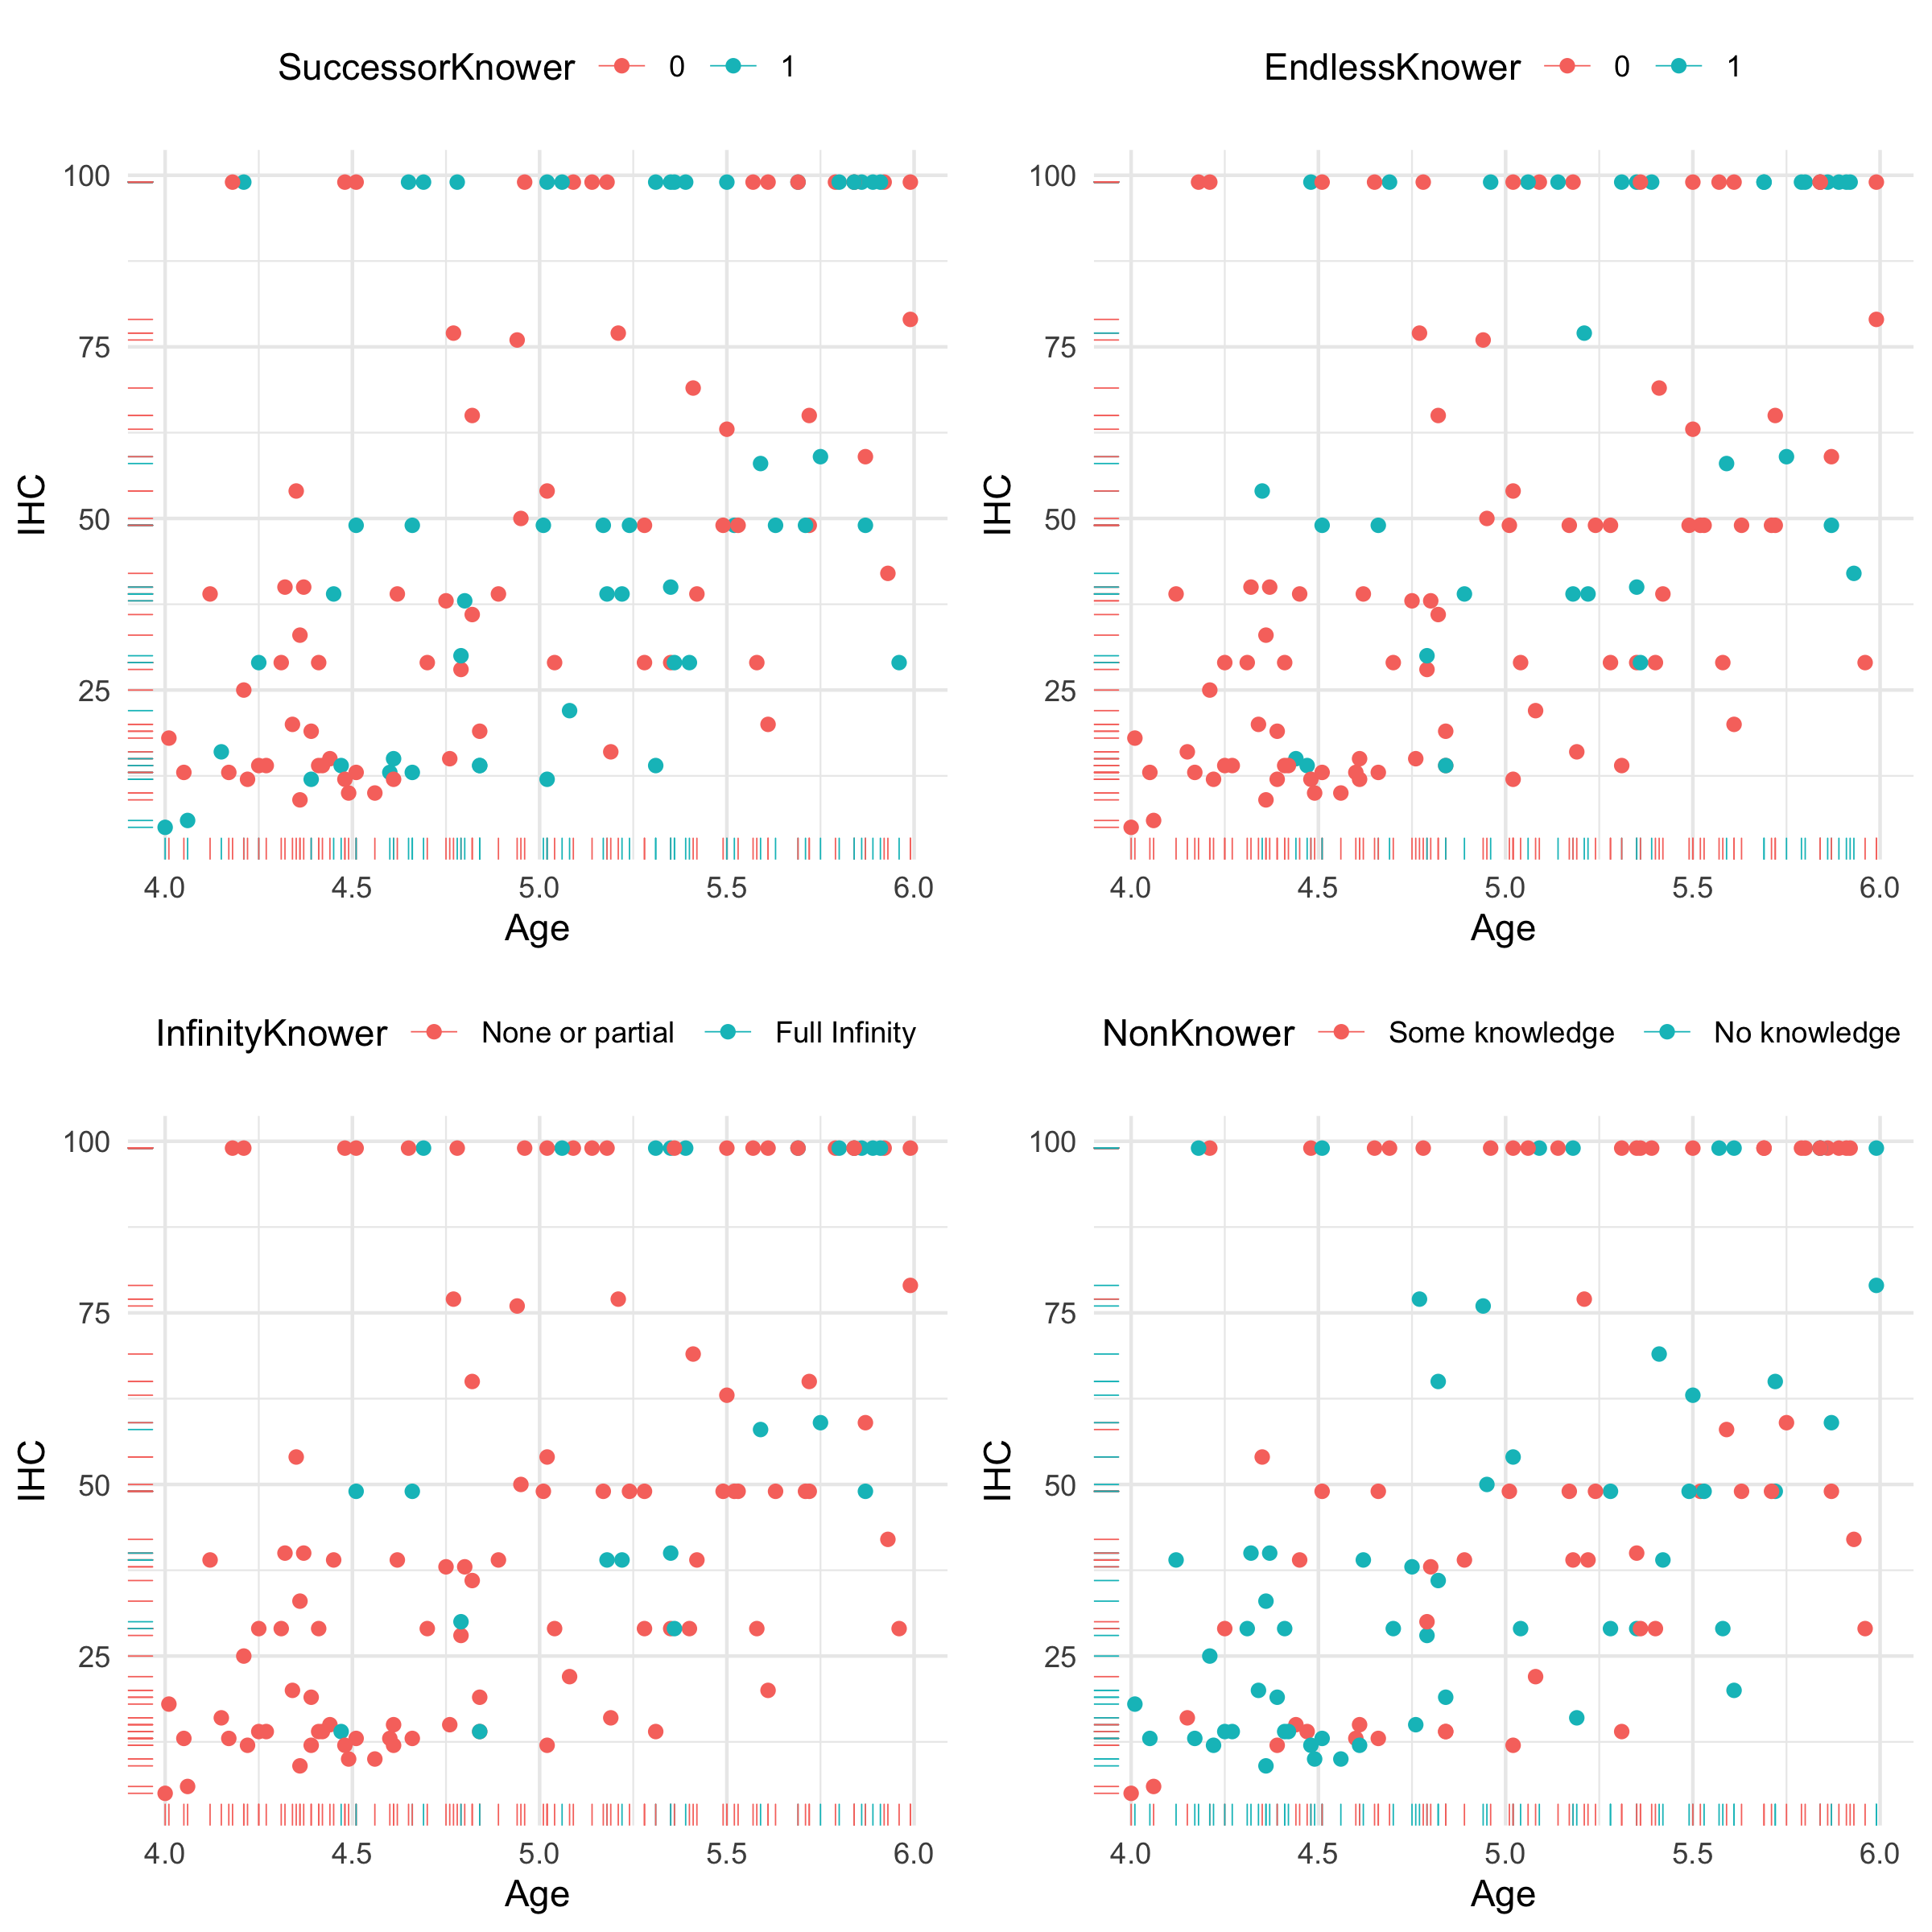 SuccessorKnower 0 1
100
75
50
25
IHC
4.0 4.5 5.0 5.5 6.0
Age
EndlessKnower 0 1
100
75
50
25
IHC
4.0 4.5 5.0 5.5 6.0
Age
InfinityKnower None or partial Full Infinity
100
75
50
25
IHC
4.0 4.5 5.0 5.5 6.0
Age
NonKnower Some knowledge No knowledge
100
75
50
25
IHC
4.0 4.5 5.0 5.5 6.0
Age